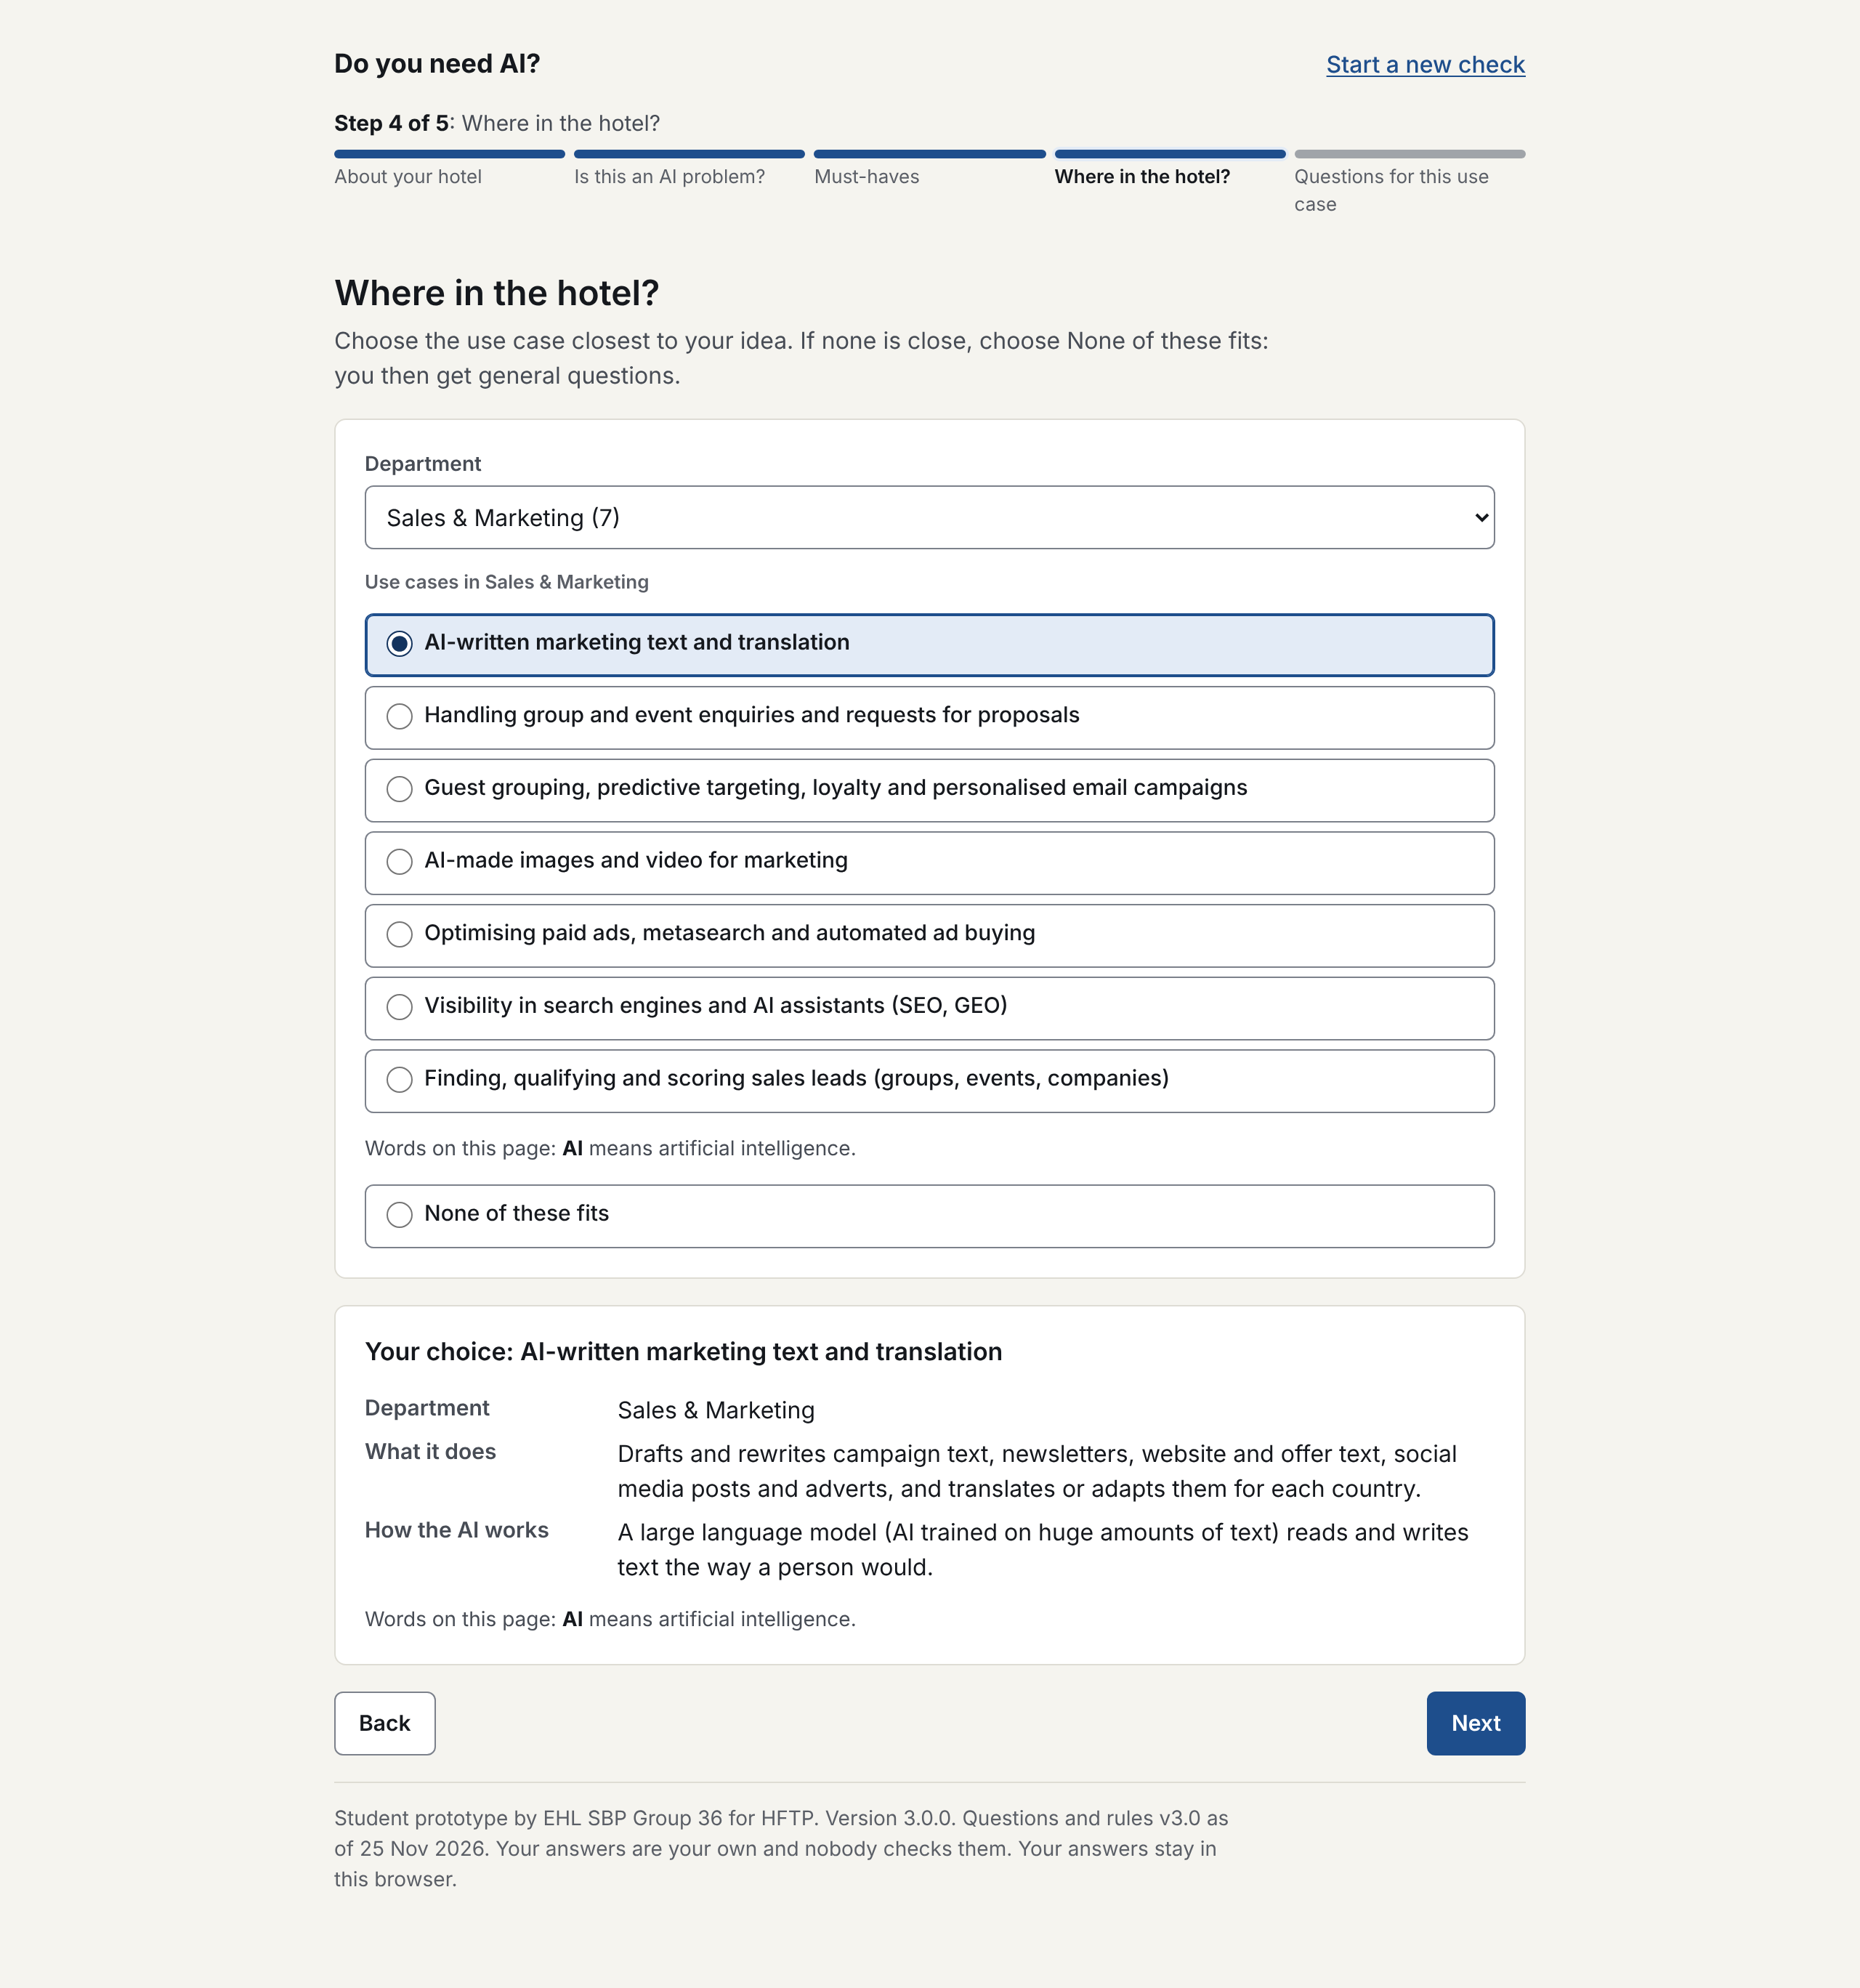 Do you need AI?
Start a new check
Step 4 of 5: Where in the hotel?
About your hotel
Is this an AI problem?
Must-haves
Where in the hotel?
Questions for this use
case
Where in the hotel?
Choose the use case closest to your idea. If none is close, choose None of these fits:
you then get general questions.
Department
Sales & Marketing (7)
Use cases in Sales & Marketing
AI-written marketing text and translation
Handling group and event enquiries and requests for proposals
Guest grouping, predictive targeting, loyalty and personalised email campaigns
AI-made images and video for marketing
Optimising paid ads, metasearch and automated ad buying
Visibility in search engines and AI assistants (SEO, GEO)
Finding, qualifying and scoring sales leads (groups, events, companies)
Words on this page: AI means artificial intelligence.
None of these fits
Your choice: AI-written marketing text and translation
Department
Sales & Marketing
What it does
Drafts and rewrites campaign text, newsletters, website and offer text, social
media posts and adverts, and translates or adapts them for each country.
How the AI works
A large language model (AI trained on huge amounts of text) reads and writes
text the way a person would.
Words on this page: AI means artificial intelligence.
Back
Next
Student prototype by EHL SBP Group 36 for HFTP. Version 3.0.0. Questions and rules v3.0 as
of 25 Nov 2026. Your answers are your own and nobody checks them. Your answers stay in
this browser.